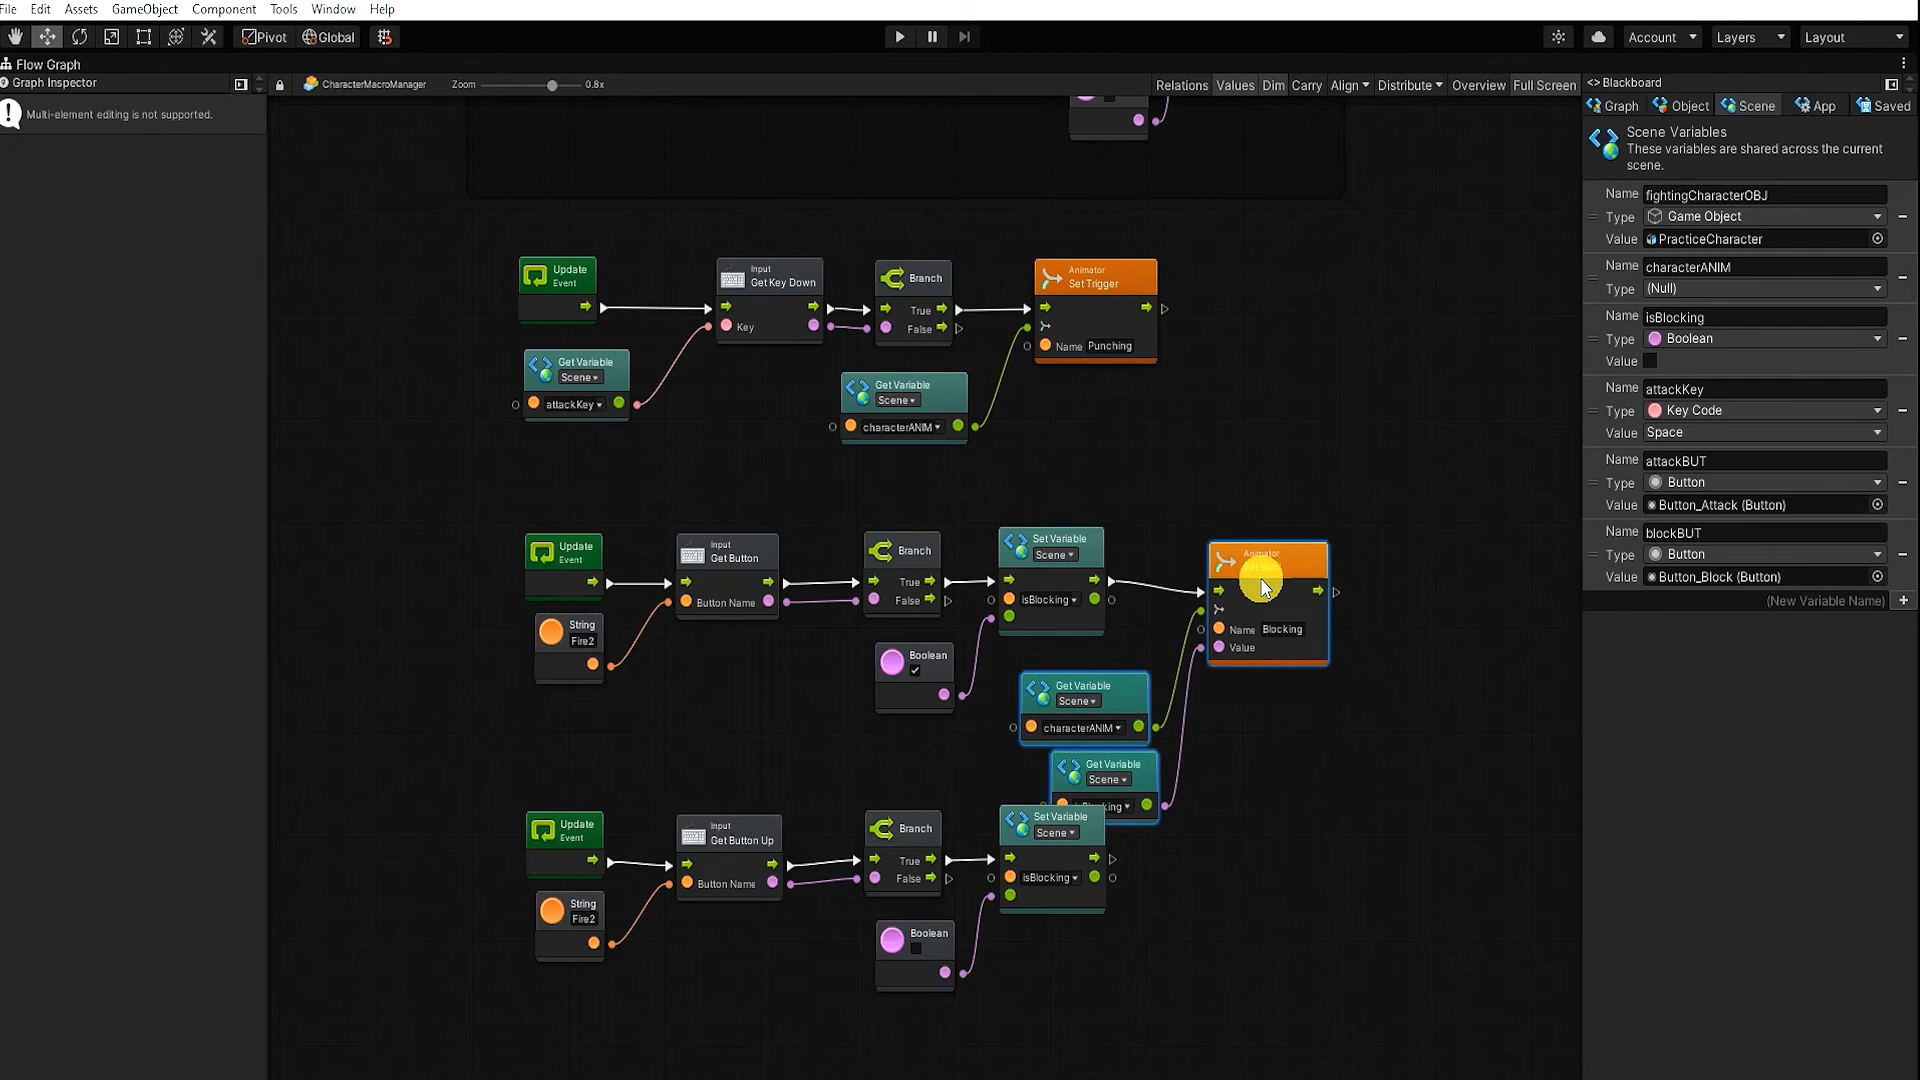 File Edit Assets GameObject Component Tools Window Help
Pivot Global Account Layers Layout
Flow Graph
Graph Inspector
CharacterMacroManager Zoom 0.8x Relations Values Dim Carry Align Distribute Overview Full Screen
Multi-element editing is not supported.
<> Blackboard
Graph Object Scene App Saved
Scene Variables
These variables are shared across the current
scene.
Name fightingCharacterOBJ
Type Game Object
Value PracticeCharacter
Name characterANIM
Type (Null)
Name isBlocking
Type Boolean
Value
Name attackKey
Type Key Code
Value Space
Name attackBUT
Type Button
Value Button_Attack (Button)
Name blockBUT
Type Button
Value Button_Block (Button)
(New Variable Name)
Update
Event
Input
Get Key Down
Key
Branch
True
False
Animator
Set Trigger
Name Punching
Get Variable
Scene
attackKey
Get Variable
Scene
characterANIM
Update
Event
Input
Get Button
Button Name
Branch
True
False
Set Variable
Scene
isBlocking
Animator
Name Blocking
Value
String
Fire2
Boolean
Get Variable
Scene
characterANIM
Get Variable
Scene
Update
Event
Input
Get Button Up
Button Name
Branch
True
False
Set Variable
Scene
isBlocking
String
Fire2
Boolean